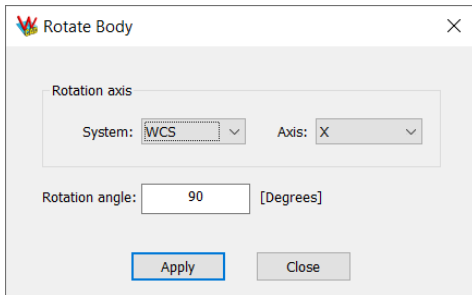 Rotate Body
Rotation axis
System: WCS Axis: X
Rotation angle: 90 [Degrees]
Apply Close